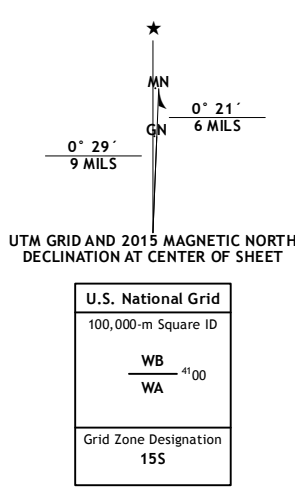 ★
MN
0° 21´
6 MILS
GN
0° 29´
9 MILS
UTM GRID AND 2015 MAGNETIC NORTH
DECLINATION AT CENTER OF SHEET
U.S. National Grid
100,000-m Square ID
WB
4100
WA
Grid Zone Designation
15S